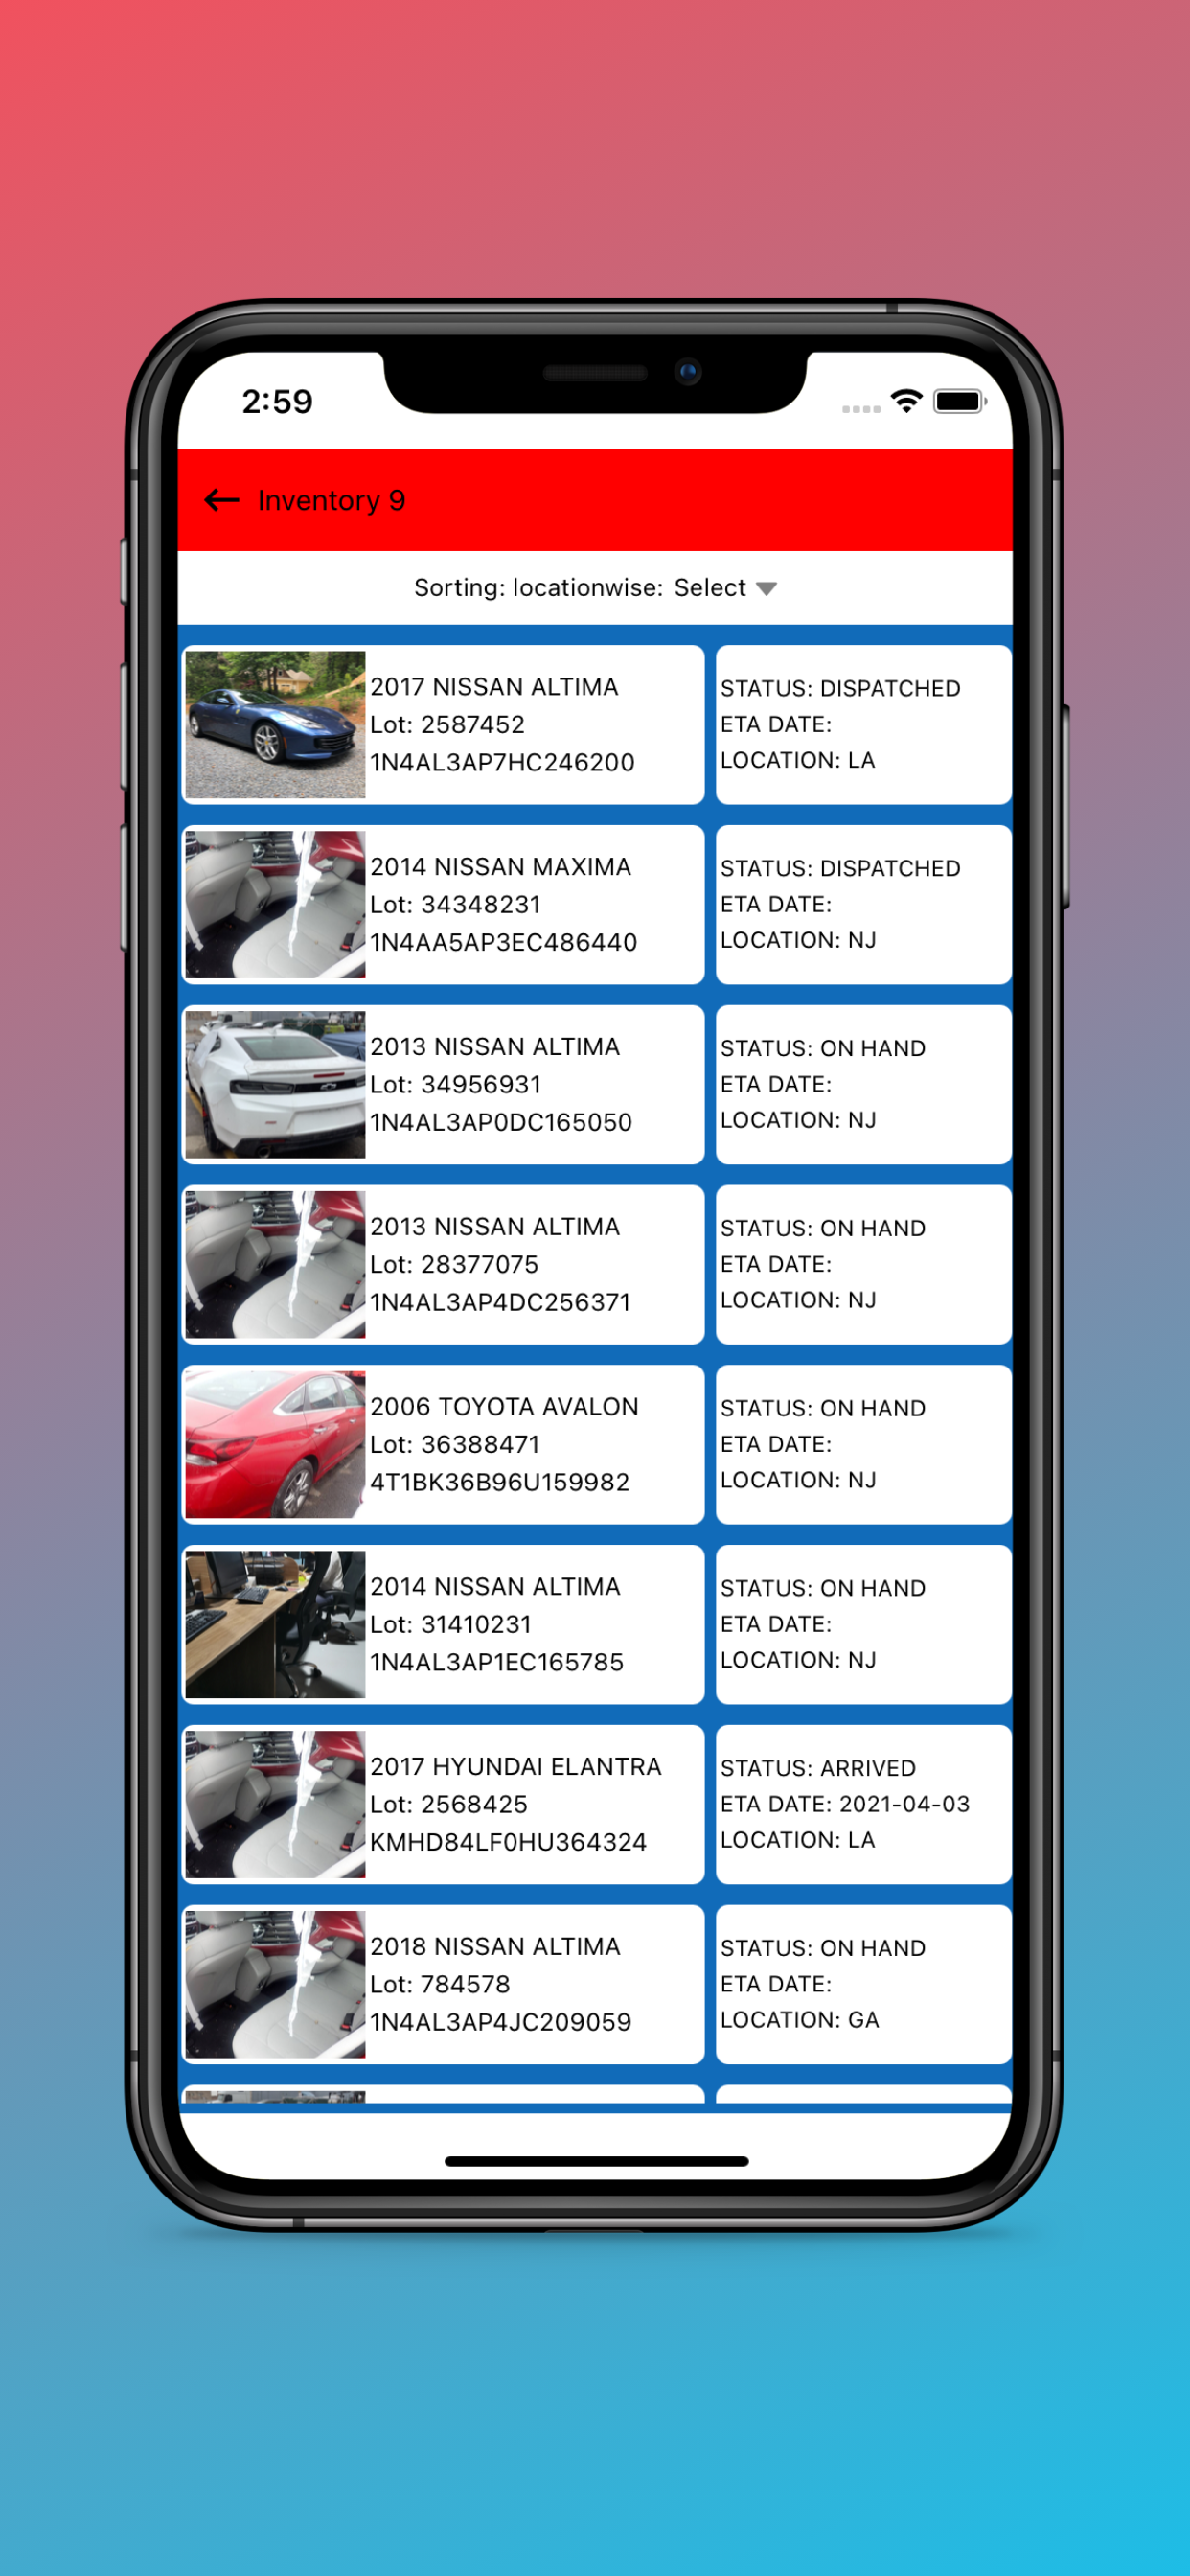 2:59
Inventory 9
Sorting: locationwise: Select
2017 NISSAN ALTIMA
Lot: 2587452
1N4AL3AP7HC246200
STATUS: DISPATCHED
ETA DATE:
LOCATION: LA
2014 NISSAN MAXIMA
Lot: 34348231
1N4AA5AP3EC486440
STATUS: DISPATCHED
ETA DATE:
LOCATION: NJ
2013 NISSAN ALTIMA
Lot: 34956931
1N4AL3AP0DC165050
STATUS: ON HAND
ETA DATE:
LOCATION: NJ
2013 NISSAN ALTIMA
Lot: 28377075
1N4AL3AP4DC256371
STATUS: ON HAND
ETA DATE:
LOCATION: NJ
2006 TOYOTA AVALON
Lot: 36388471
4T1BK36B96U159982
STATUS: ON HAND
ETA DATE:
LOCATION: NJ
2014 NISSAN ALTIMA
Lot: 31410231
1N4AL3AP1EC165785
STATUS: ON HAND
ETA DATE:
LOCATION: NJ
2017 HYUNDAI ELANTRA
Lot: 2568425
KMHD84LF0HU364324
STATUS: ARRIVED
ETA DATE: 2021-04-03
LOCATION: LA
2018 NISSAN ALTIMA
Lot: 784578
1N4AL3AP4JC209059
STATUS: ON HAND
ETA DATE:
LOCATION: GA